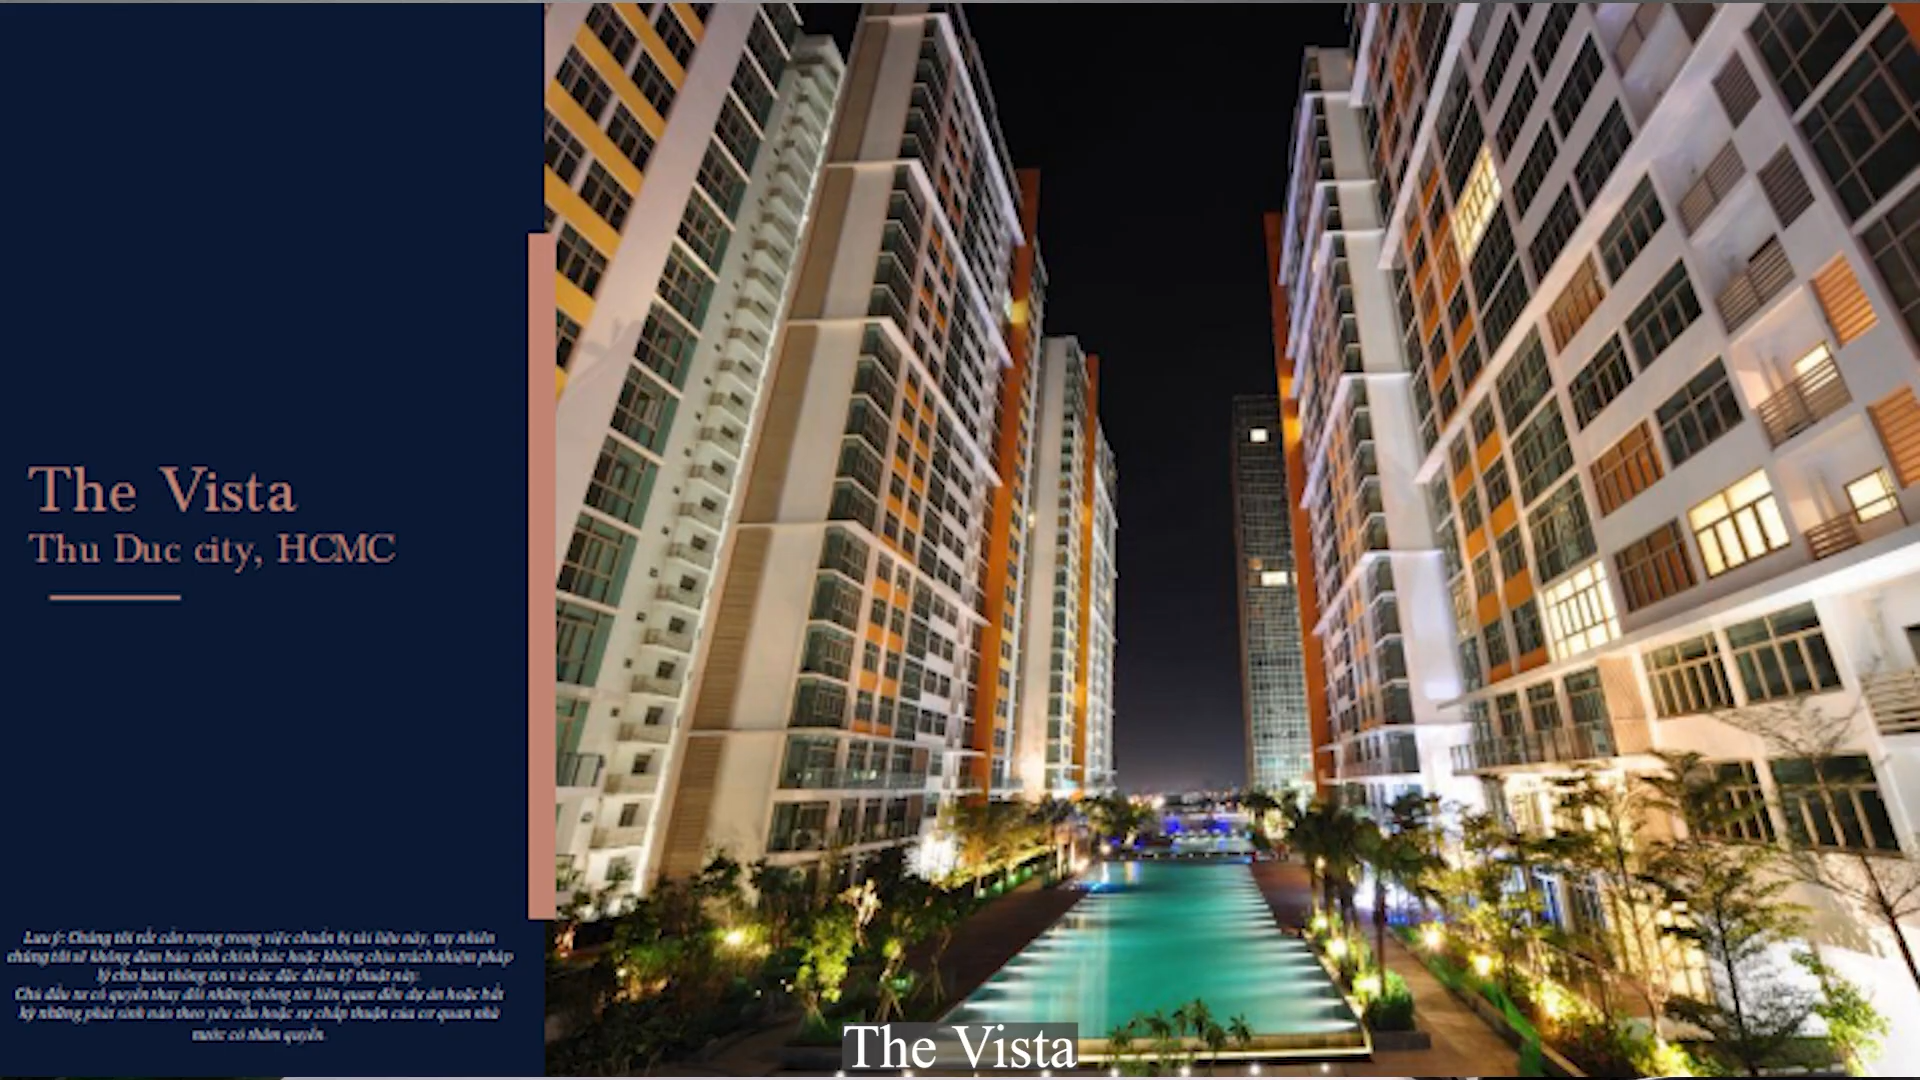 The Vista
Thu Duc city, HCMC
Lưu ý: Chúng tôi rất cẩn trọng trong việc chuẩn bị tài liệu này, tuy nhiên
chúng tôi sẽ không đảm bảo tính chính xác hoặc không chịu trách nhiệm pháp
lý cho bản thông tin và các đặc điểm kỹ thuật này.
Chủ đầu tư có quyền thay đổi những thông tin liên quan đến dự án hoặc bất
kỳ những phát sinh nào theo yêu cầu hoặc sự chấp thuận của cơ quan nhà
nước có thẩm quyền.
The Vista